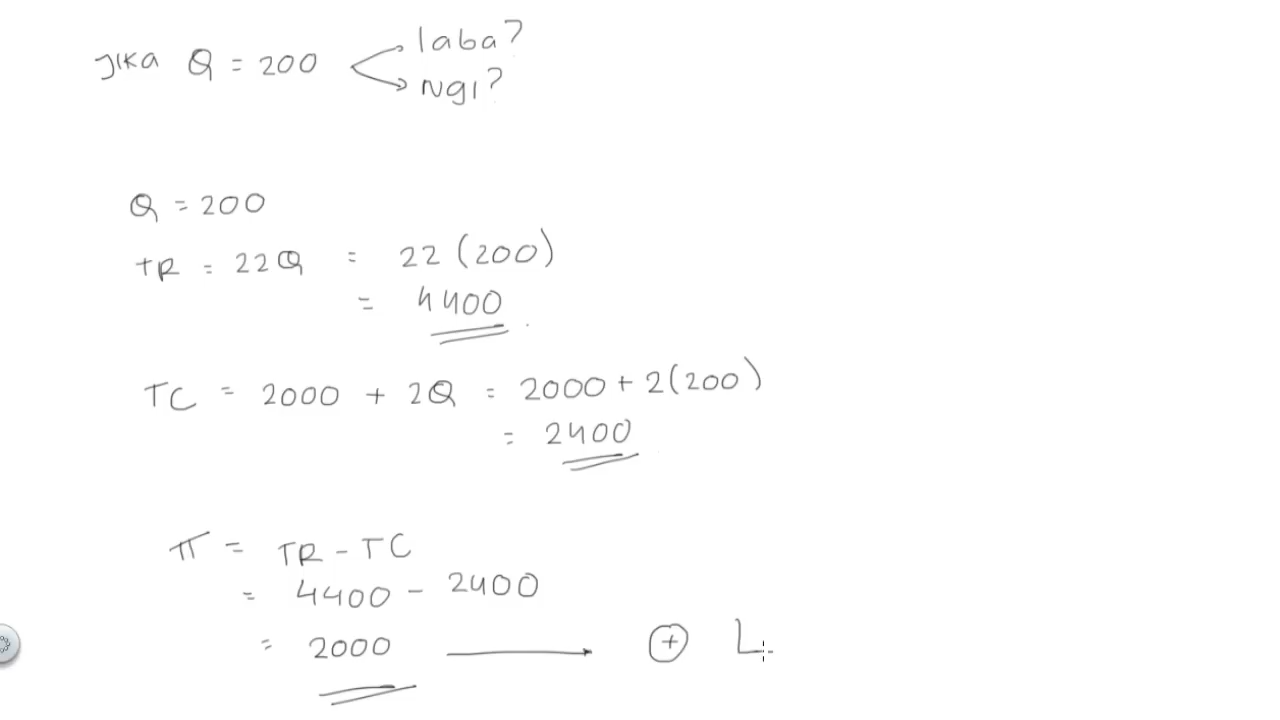 JIKA Q = 200 laba?
rugi?
Q = 200
TR = 22Q = 22 (200)
= 4400
TC = 2000 + 2Q = 2000 + 2(200)
= 2400
π = TR - TC
= 4400 - 2400
= 2000 + L